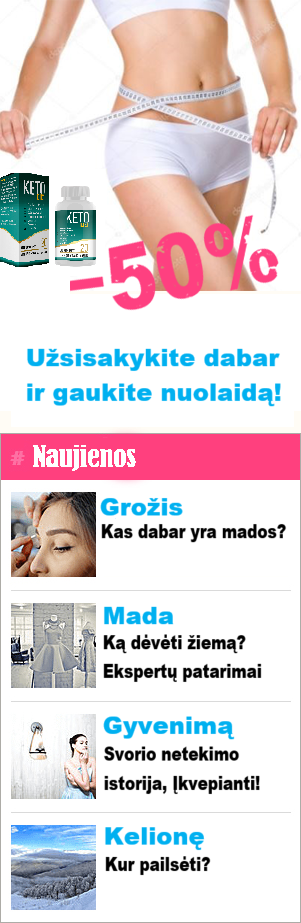 KETO
KETO
-50%
Užsisakykite dabar
ir gaukite nuolaidą!
# Naujienos
Grožis
Kas dabar yra mados?
Mada
Ką dėvėti žiemą?
Ekspertų patarimai
Gyvenimą
Svorio netekimo
istorija, Įkvepianti!
Kelionę
Kur pailsėti?